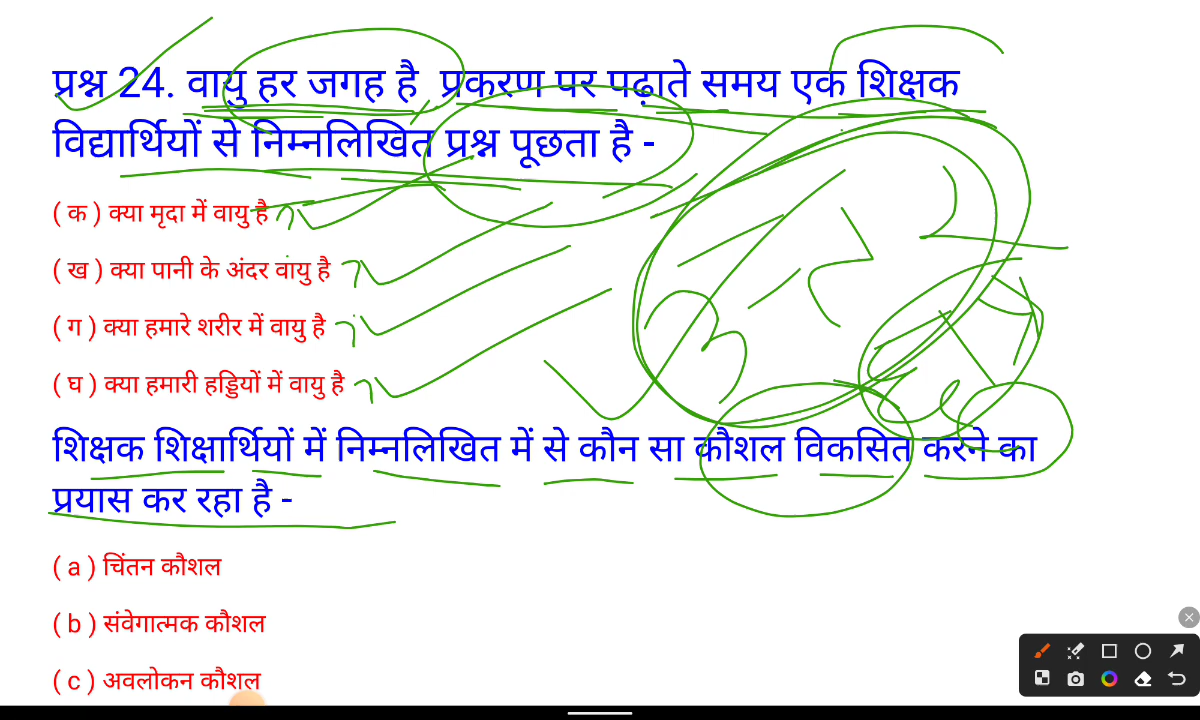 प्रश्न 24. वायु हर जगह है प्रकरण पर पढ़ाते समय एक शिक्षक
विद्यार्थियों से निम्नलिखित प्रश्न पूछता है -
( क ) क्या मृदा में वायु है
( ख ) क्या पानी के अंदर वायु है
( ग ) क्या हमारे शरीर में वायु है
( घ ) क्या हमारी हड्डियों में वायु है
शिक्षक शिक्षार्थियों में निम्नलिखित में से कौन सा कौशल विकसित करने का
प्रयास कर रहा है -
( a ) चिंतन कौशल
( b ) संवेगात्मक कौशल
( c ) अवलोकन कौशल